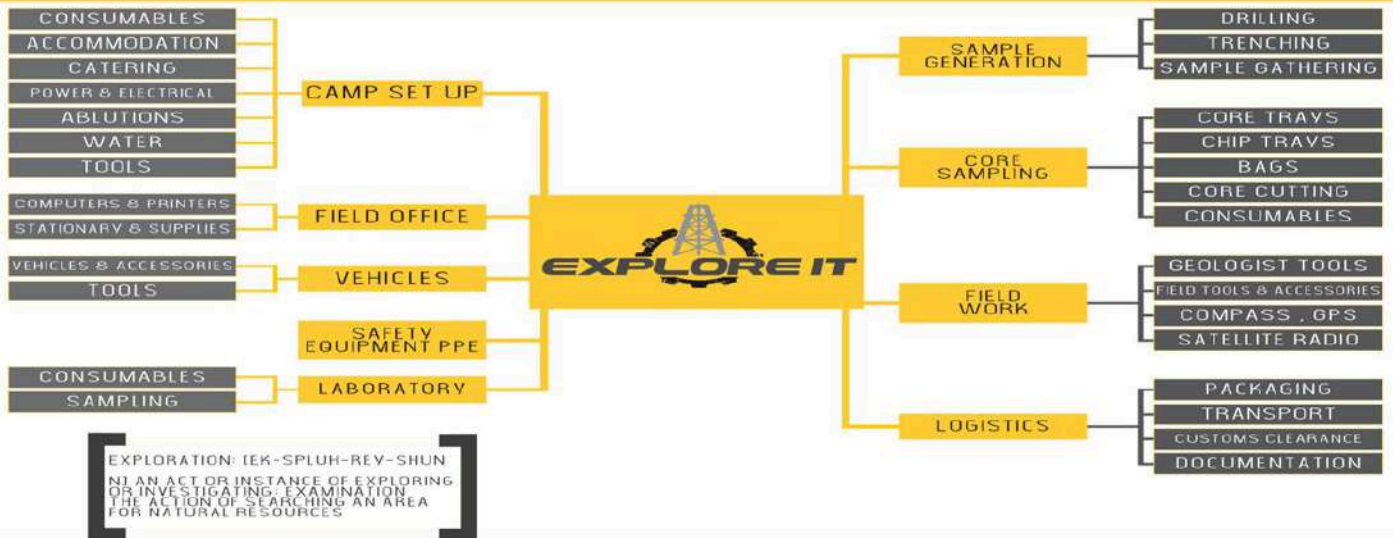 CONSUMABLES
ACCOMMODATION
CATERING
POWER & ELECTRICAL
ABLUTIONS
WATER
TOOLS
CAMP SET UP
COMPUTERS & PRINTERS
STATIONARY & SUPPLIES
FIELD OFFICE
VEHICLES & ACCESSORIES
TOOLS
VEHICLES
SAFETY
EQUIPMENT PPE
CONSUMABLES
SAMPLING
LABORATORY
EXPLORE IT
SAMPLE
GENERATION
DRILLING
TRENCHING
SAMPLE GATHERING
CORE
SAMPLING
CORE TRAYS
CHIP TRAYS
BAGS
CORE CUTTING
CONSUMABLES
FIELD
WORK
GEOLOGIST TOOLS
FIELD TOOLS & ACCESSORIES
COMPASS , GPS
SATELLITE RADIO
LOGISTICS
PACKAGING
TRANSPORT
CUSTOMS CLEARANCE
DOCUMENTATION
EXPLORATION: [EK-SPLUH-REY-SHUN
N] AN ACT OR INSTANCE OF EXPLORING
OR INVESTIGATING; EXAMINATION
THE ACTION OF SEARCHING AN AREA
FOR NATURAL RESOURCES